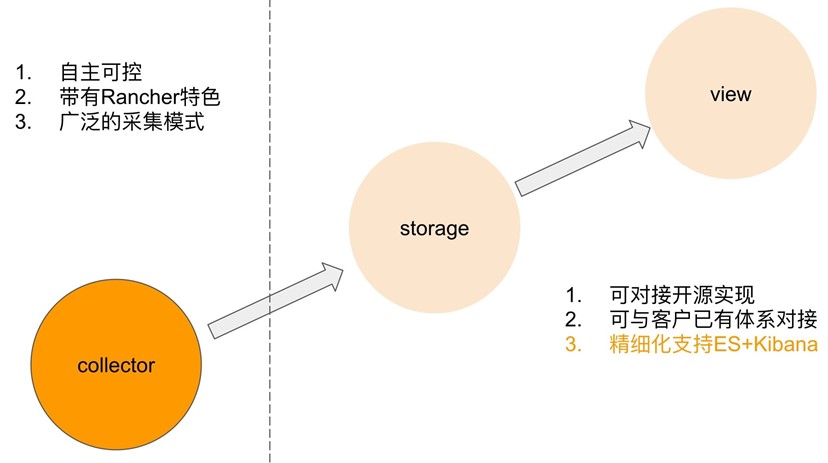 1. 自主可控
2. 带有Rancher特色
3. 广泛的采集模式
view
storage
collector
1. 可对接开源实现
2. 可与客户已有体系对接
3. 精细化支持ES+Kibana